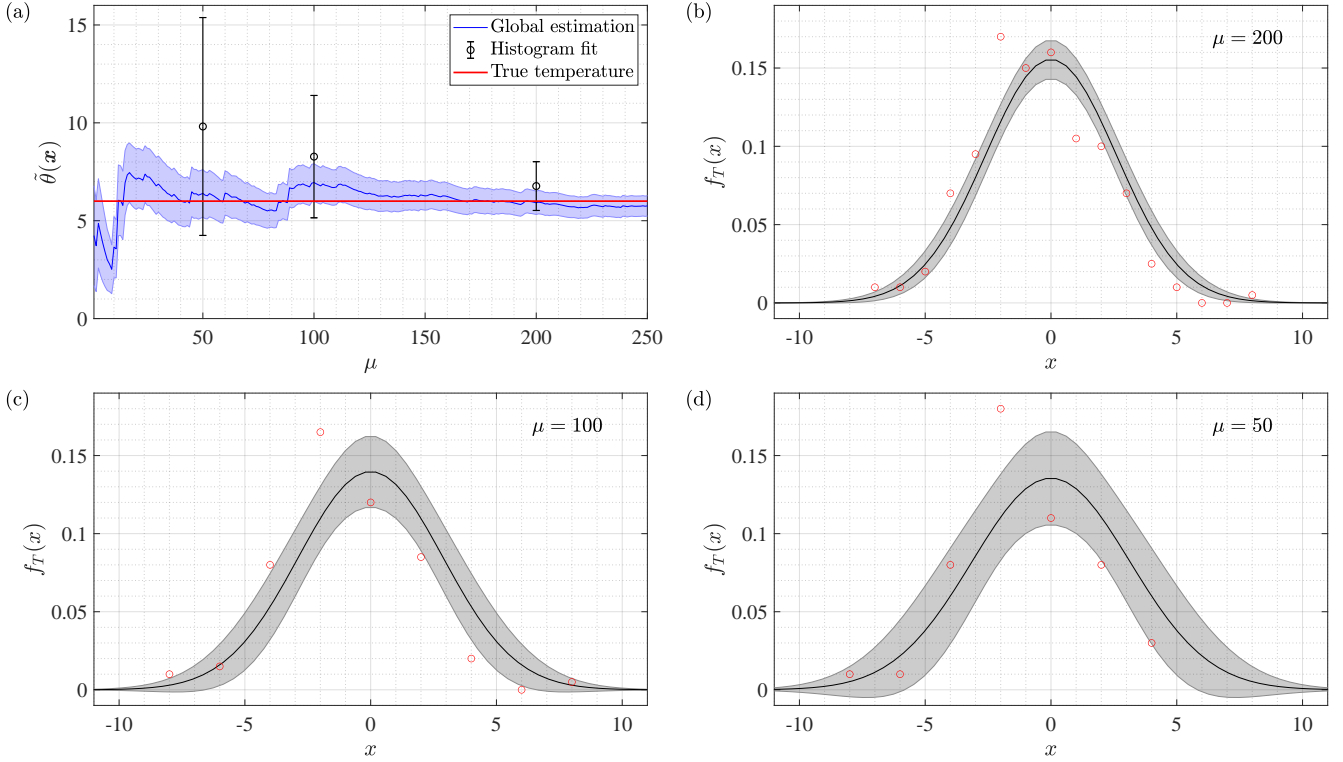 (a)
15
10
5
0
θ̃(x)
50
100
150
200
250
μ
Global estimation
Histogram fit
True temperature
(b)
μ = 200
0.15
0.1
0.05
0
f_T(x)
-10
-5
0
5
10
x
(c)
μ = 100
0.15
0.1
0.05
0
f_T(x)
-10
-5
0
5
10
x
(d)
μ = 50
0.15
0.1
0.05
0
f_T(x)
-10
-5
0
5
10
x